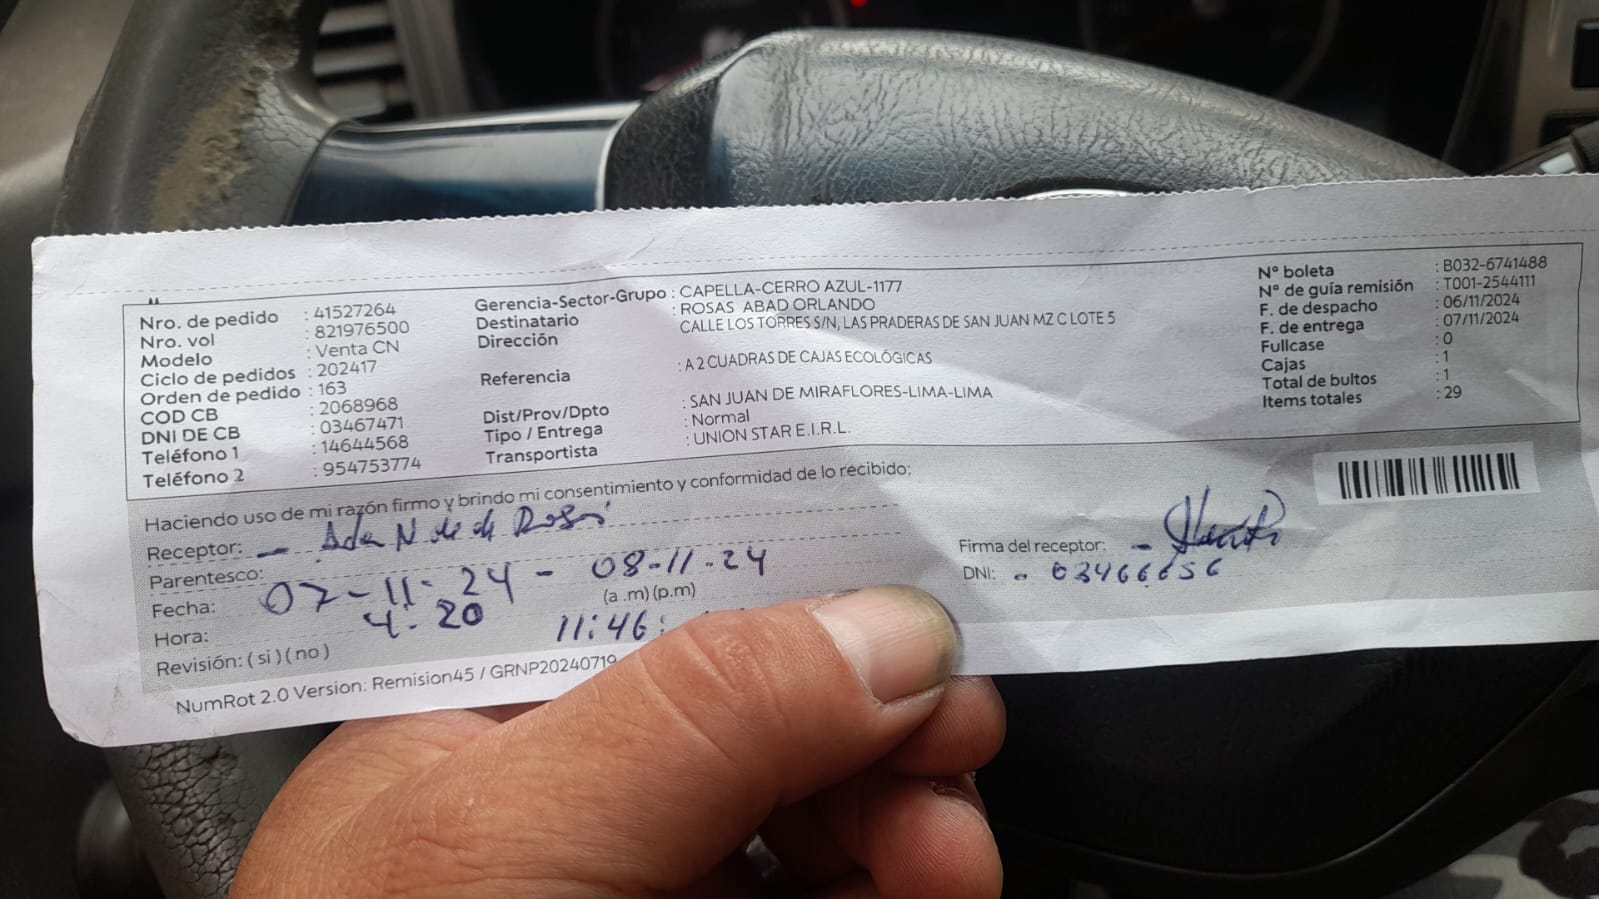 Nro. de pedido : 41527264
Nro. vol : 821976500
Modelo : Venta CN
Ciclo de pedidos : 202417
Orden de pedido : 163
COD CB : 2068968
DNI DE CB : 03467471
Teléfono 1 : 14644568
Teléfono 2 : 954753774
Gerencia-Sector-Grupo : CAPELLA-CERRO AZUL-1177
Destinatario : ROSAS ABAD ORLANDO
Dirección CALLE LOS TORRES S/N, LAS PRADERAS DE SAN JUAN MZ C LOTE 5
Referencia : A 2 CUADRAS DE CAJAS ECOLÓGICAS
Dist/Prov/Dpto : SAN JUAN DE MIRAFLORES-LIMA-LIMA
Tipo / Entrega : Normal
Transportista : UNION STAR E.I.R.L.
N° boleta : B032-6741488
N° de guía remisión : T001-2544111
F. de despacho : 06/11/2024
F. de entrega : 07/11/2024
Fullcase : 0
Cajas : 1
Total de bultos : 1
Items totales : 29
Haciendo uso de mi razón firmo y brindo mi consentimiento y conformidad de lo recibido:
Receptor:
Parentesco:
Fecha: 07-11-24 - 08-11-24
Hora: 4:20 (a .m) (p.m) 11:46
Revisión: ( si ) ( no )
Firma del receptor:
DNI: - 03466656
NumRot 2.0 Version: Remision45 / GRNP20240719